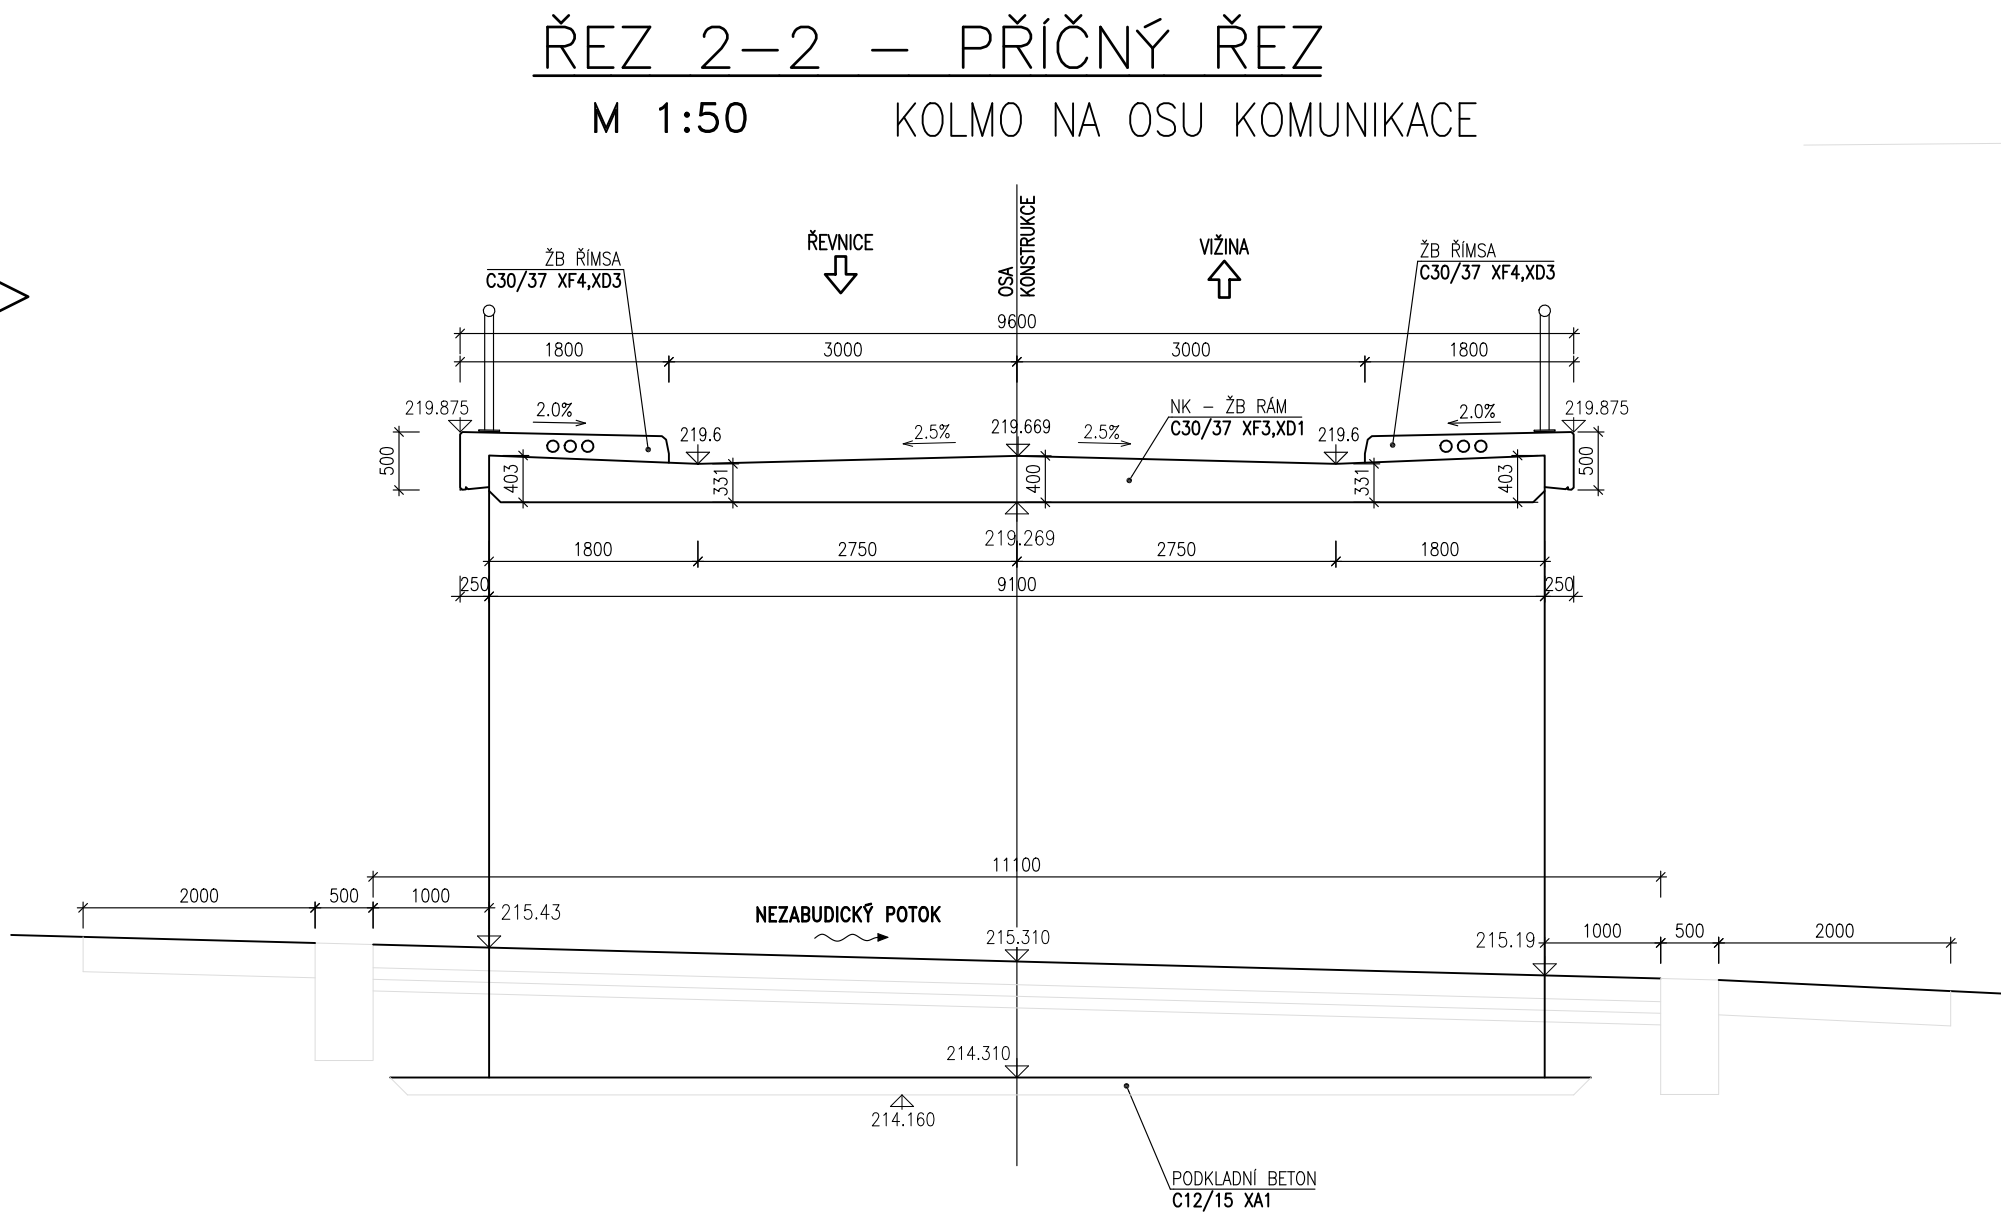 ŘEZ 2-2 - PŘÍČNÝ ŘEZ
M 1:50 KOLMO NA OSU KOMUNIKACE
OSA
KONSTRUKCE
ŘEVNICE
VIŽINA
ŽB ŘÍMSA
C30/37 XF4,XD3
ŽB ŘÍMSA
C30/37 XF4,XD3
9600
1800 3000 3000 1800
219.875 2.0% 219.6 2.5% 219.669 2.5% 219.6 2.0% 219.875
NK - ŽB RÁM
C30/37 XF3,XD1
500 403 331 400 331 403 500
219.269
1800 2750 2750 1800
250 9100 250
11100
2000 500 1000
215.43
NEZABUDICKÝ POTOK
215.310
215.19
1000 500 2000
214.310
214.160
PODKLADNÍ BETON
C12/15 XA1